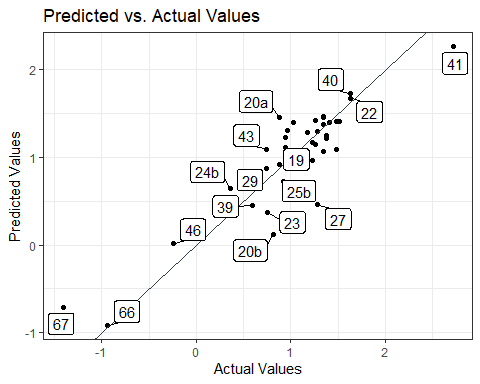 Predicted vs. Actual Values
Predicted Values
2
1
0
-1
40
41
20a
22
43
19
24b
29
25b
39
23
27
46
20b
66
67
-1
0
1
2
Actual Values